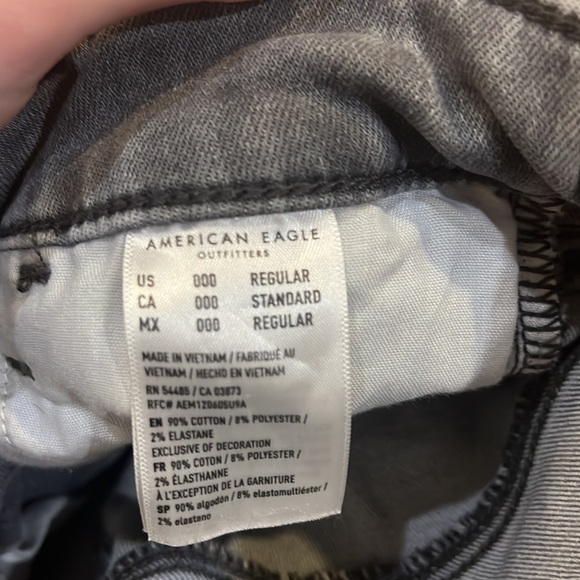 AMERICAN EAGLE
OUTFITTERS
US 000 REGULAR
CA 000 STANDARD
MX 000 REGULAR
MADE IN VIETNAM / FABRIQUÉ AU
VIETNAM / HECHO EN VIETNAM
RN 54485 / CA 03873
RFC# AEM120605U9A
EN 90% COTTON / 8% POLYESTER /
2% ELASTANE
EXCLUSIVE OF DECORATION
FR 90% COTON / 8% POLYESTER /
2% ÉLASTHANNE
À L'EXCEPTION DE LA GARNITURE
SP 90% algodón / 8% elastomultiéster /
2% elastano